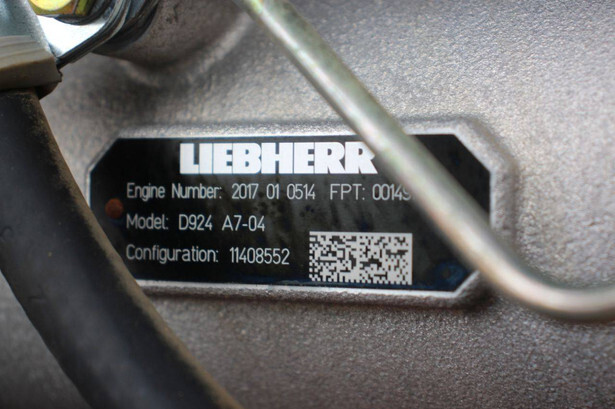 LIEBHERR
Engine Number: 2017 01 0514 FPT:
Model: D924 A7-04
Configuration: 11408552